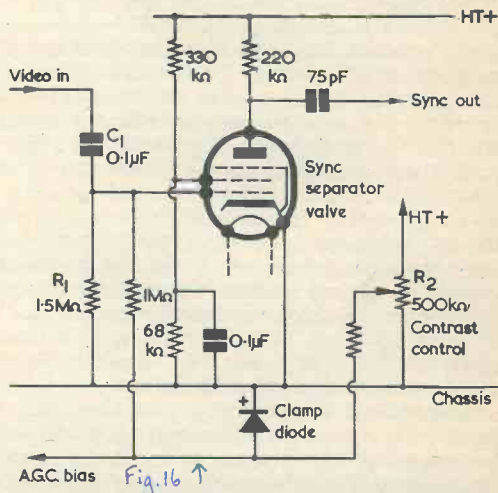 HT+
330
kΩ
220
kΩ
75pF
Video in
Sync out
C1
0·1μF
Sync
separator
valve
HT+
R1
1·5MΩ
1MΩ
68
kΩ
0·1μF
R2
500kΩ
Contrast
control
Chassis
+
Clamp
diode
A.G.C. bias
Fig.16 ↑